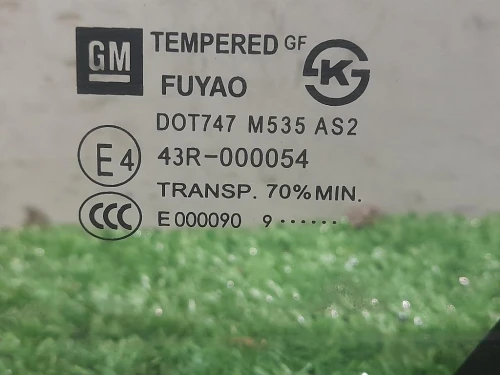 GM TEMPERED GF
FUYAO
DOT747 M535 AS2
E4 43R-000054
TRANSP. 70% MIN.
CCC E000090 9······